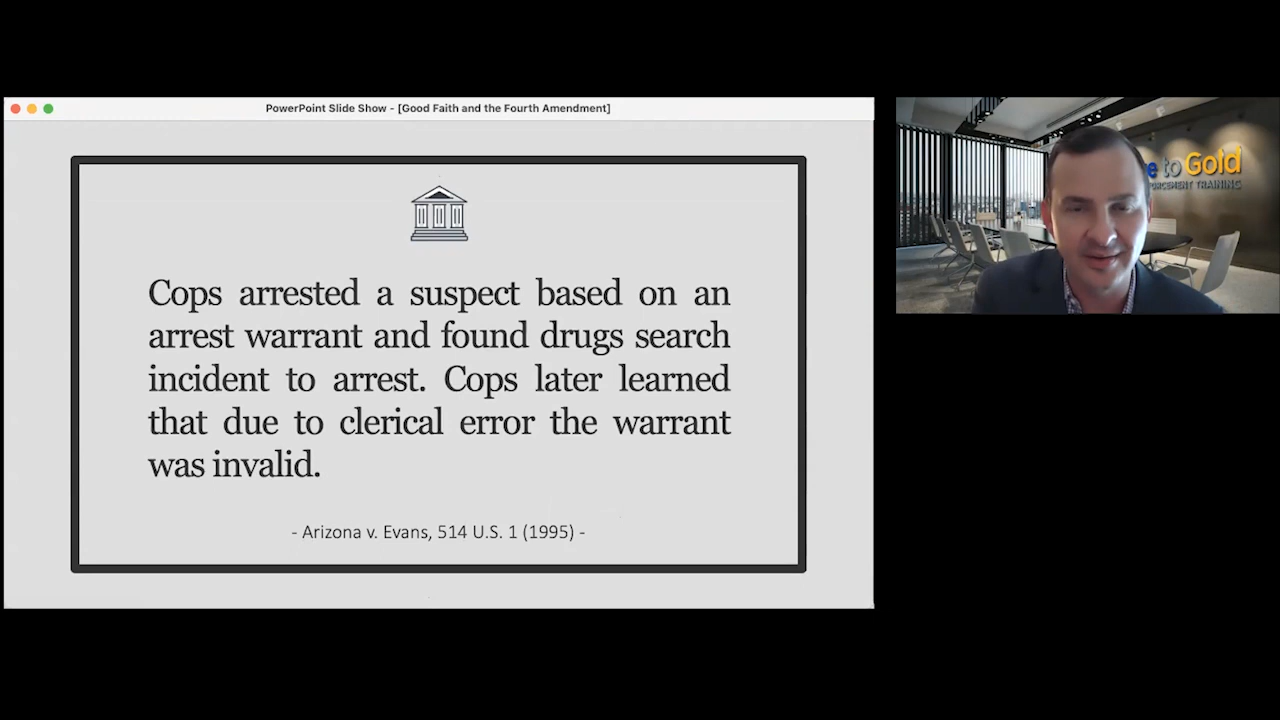 PowerPoint Slide Show - [Good Faith and the Fourth Amendment]
Cops arrested a suspect based on an
arrest warrant and found drugs search
incident to arrest. Cops later learned
that due to clerical error the warrant
was invalid.
- Arizona v. Evans, 514 U.S. 1 (1995) -
to Gold
TRAINING